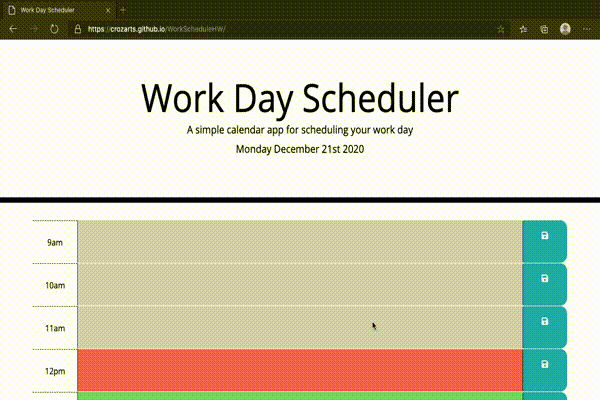 Work Day Scheduler
https://crozarts.github.io/WorkScheduleHW/
Work Day Scheduler
A simple calendar app for scheduling your work day
Monday December 21st 2020
9am
10am
11am
12pm